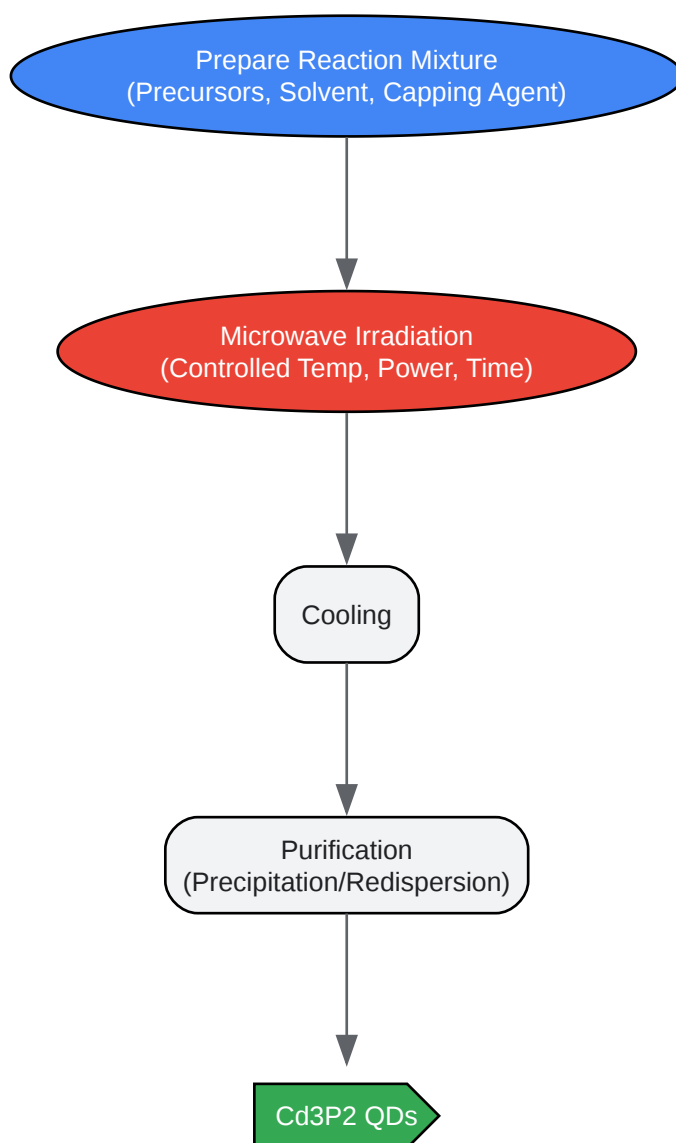 Prepare Reaction Mixture
(Precursors, Solvent, Capping Agent)
Microwave Irradiation
(Controlled Temp, Power, Time)
Cooling
Purification
(Precipitation/Redispersion)
Cd3P2 QDs